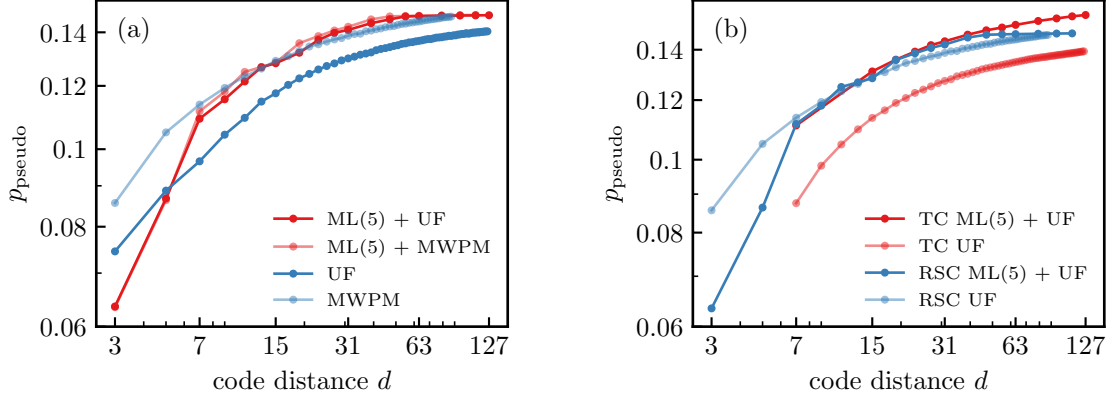 (a)
0.14
0.12
0.1
0.08
0.06
p_pseudo
3 7 15 31 63 127
code distance d
ML(5) + UF
ML(5) + MWPM
UF
MWPM
(b)
0.14
0.12
0.1
0.08
0.06
p_pseudo
3 7 15 31 63 127
code distance d
TC ML(5) + UF
TC UF
RSC ML(5) + UF
RSC UF